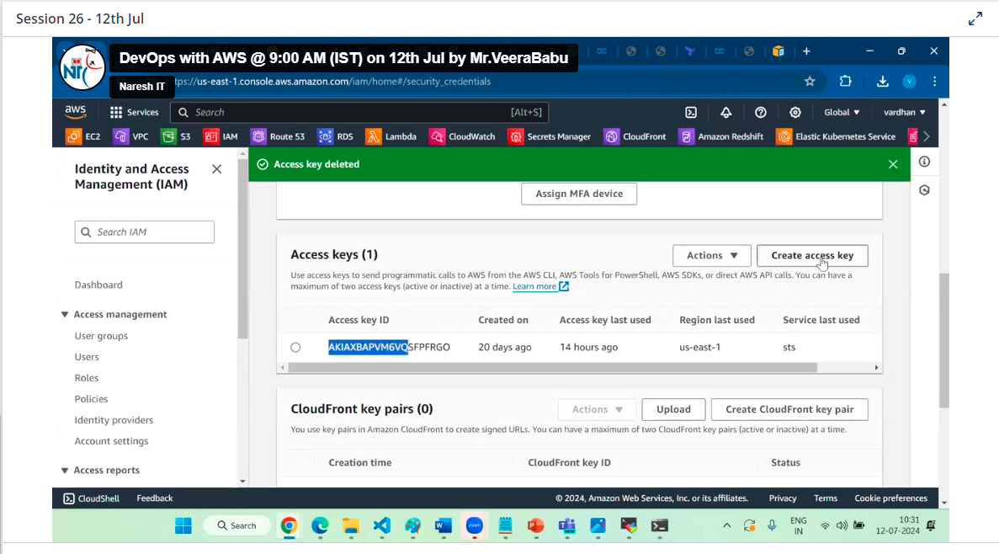 Session 26 - 12th Jul
DevOps with AWS @ 9:00 AM (IST) on 12th Jul by Mr.VeeraBabu
NiT
Naresh IT
tps://us-east-1.console.aws.amazon.com/iam/home#/security_credentials
aws Services Search [Alt+S] Global vardhan
EC2 VPC S3 IAM Route 53 RDS Lambda CloudWatch Secrets Manager CloudFront Amazon Redshift Elastic Kubernetes Service
Identity and Access
Management (IAM)
Search IAM
Dashboard
Access management
User groups
Users
Roles
Policies
Identity providers
Account settings
Access reports
Access key deleted
Assign MFA device
Access keys (1) Actions Create access key
Use access keys to send programmatic calls to AWS from the AWS CLI, AWS Tools for PowerShell, AWS SDKs, or direct AWS API calls. You can have a
maximum of two access keys (active or inactive) at a time. Learn more
Access key ID Created on Access key last used Region last used Service last used
AKIAXBAPVM6VQSFPFRGO 20 days ago 14 hours ago us-east-1 sts
CloudFront key pairs (0) Actions Upload Create CloudFront key pair
You use key pairs in Amazon CloudFront to create signed URLs. You can have a maximum of two CloudFront key pairs (active or inactive) at a time.
Creation time CloudFront key ID Status
CloudShell Feedback © 2024, Amazon Web Services, Inc. or its affiliates. Privacy Terms Cookie preferences
Search zoom ENG 10:31
IN 12-07-2024